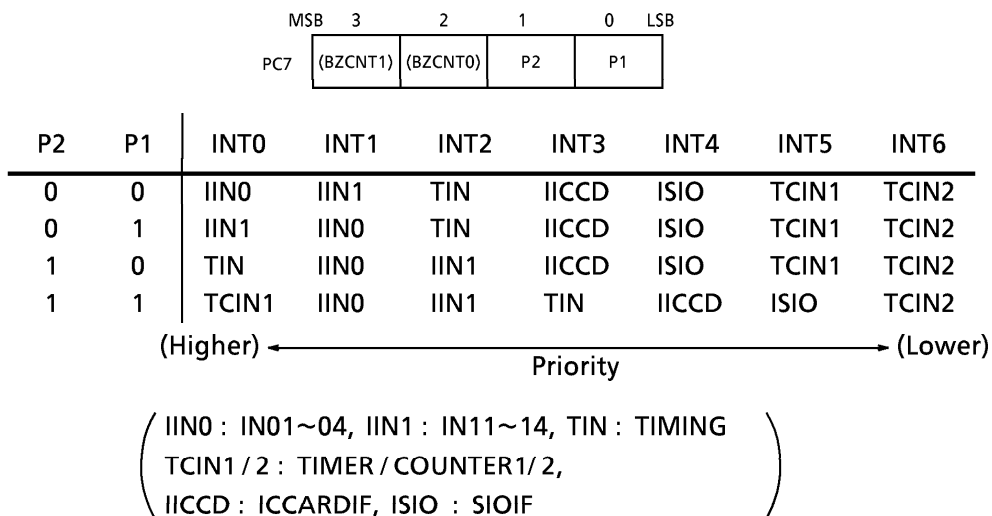 MSB 3 2 1 0 LSB
PC7 (BZCNT1) (BZCNT0) P2 P1
P2 P1 INT0 INT1 INT2 INT3 INT4 INT5 INT6
0 0 IIN0 IIN1 TIN IICCD ISIO TCIN1 TCIN2
0 1 IIN1 IIN0 TIN IICCD ISIO TCIN1 TCIN2
1 0 TIN IIN0 IIN1 IICCD ISIO TCIN1 TCIN2
1 1 TCIN1 IIN0 IIN1 TIN IICCD ISIO TCIN2
(Higher) (Lower)
Priority
IIN0 : IN01~04, IIN1 : IN11~14, TIN : TIMING
TCIN1 / 2 : TIMER / COUNTER1/ 2,
IICCD : ICCARDIF, ISIO : SIOIF